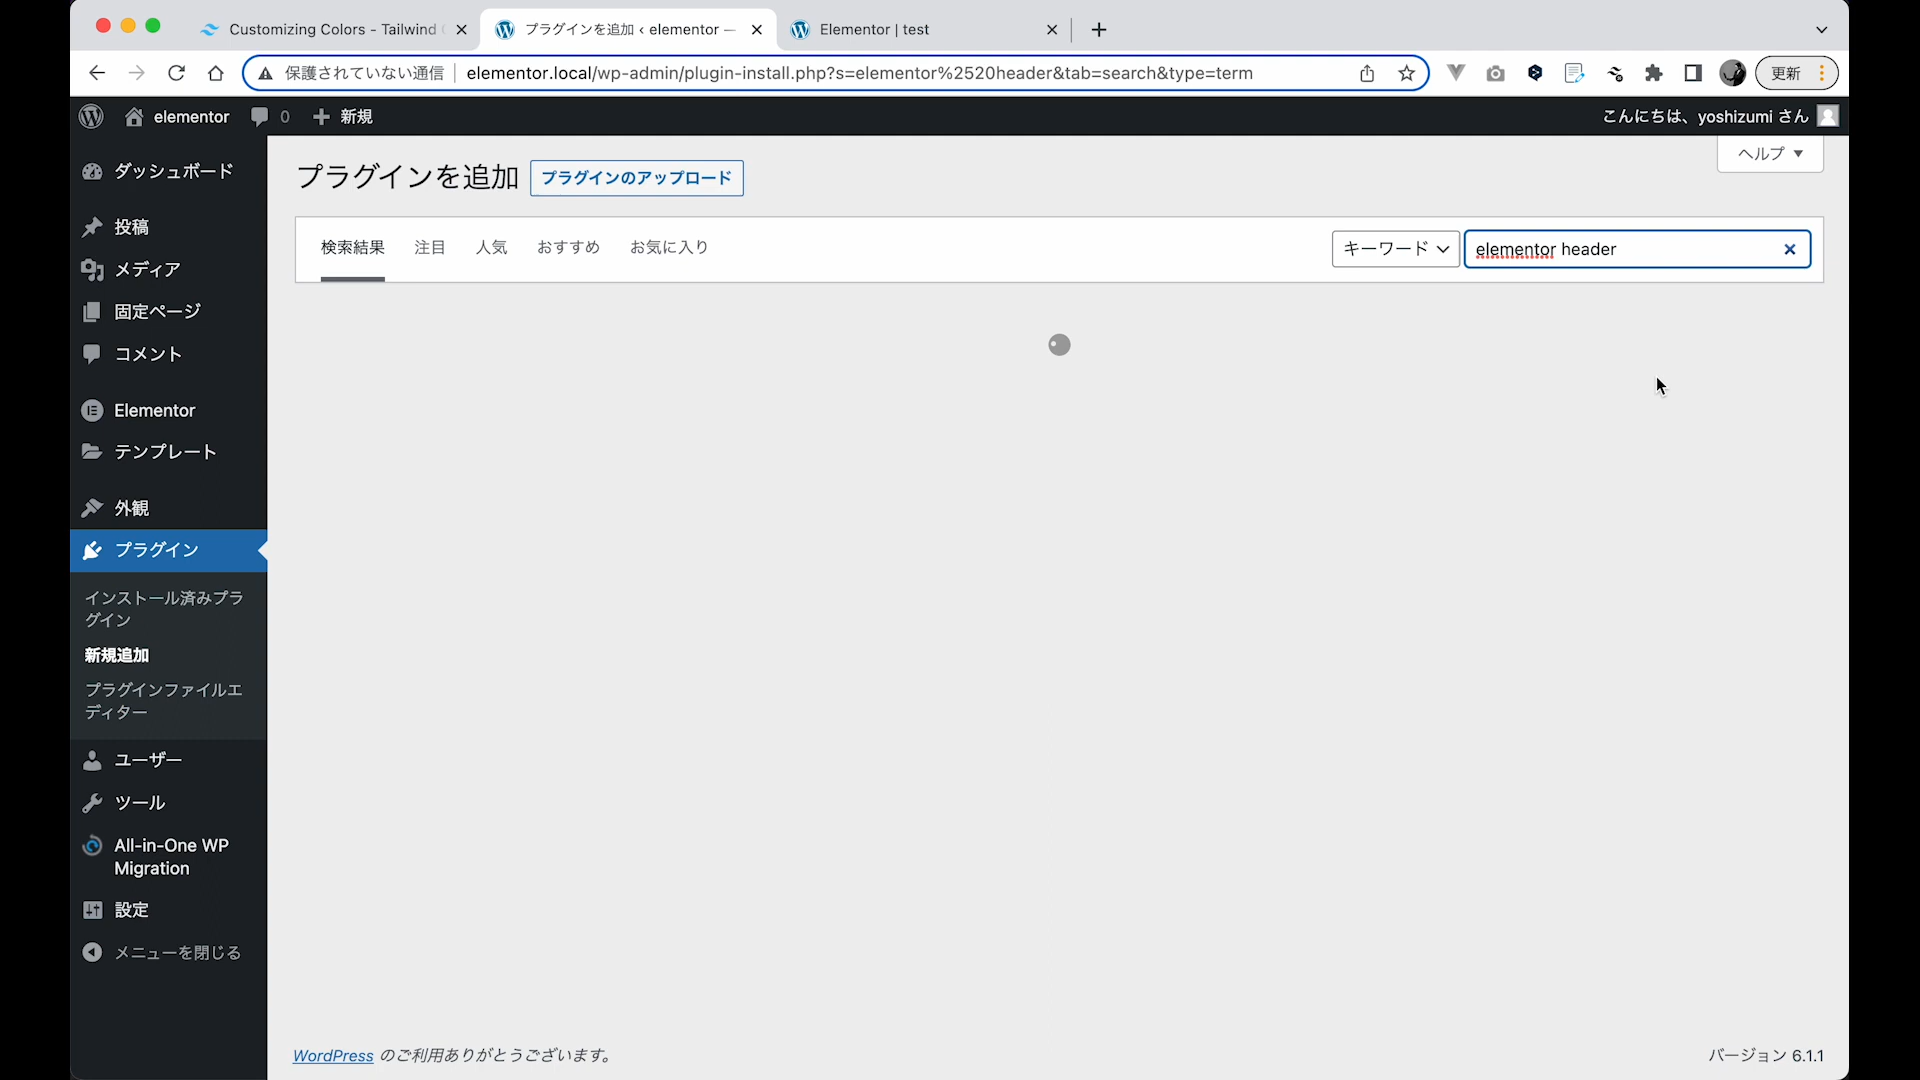 Customizing Colors - Tailwind
プラグインを追加 ‹ elementor —
Elementor | test
保護されていない通信
elementor.local/wp-admin/plugin-install.php?s=elementor%2520header&tab=search&type=term
更新
elementor
0
新規
こんにちは、yoshizumi さん
ダッシュボード
投稿
メディア
固定ページ
コメント
Elementor
テンプレート
外観
プラグイン
インストール済みプラ
グイン
新規追加
プラグインファイルエ
ディター
ユーザー
ツール
All-in-One WP
Migration
設定
メニューを閉じる
ヘルプ
プラグインを追加
プラグインのアップロード
検索結果
注目
人気
おすすめ
お気に入り
キーワード
elementor header
WordPress のご利用ありがとうございます。
バージョン 6.1.1